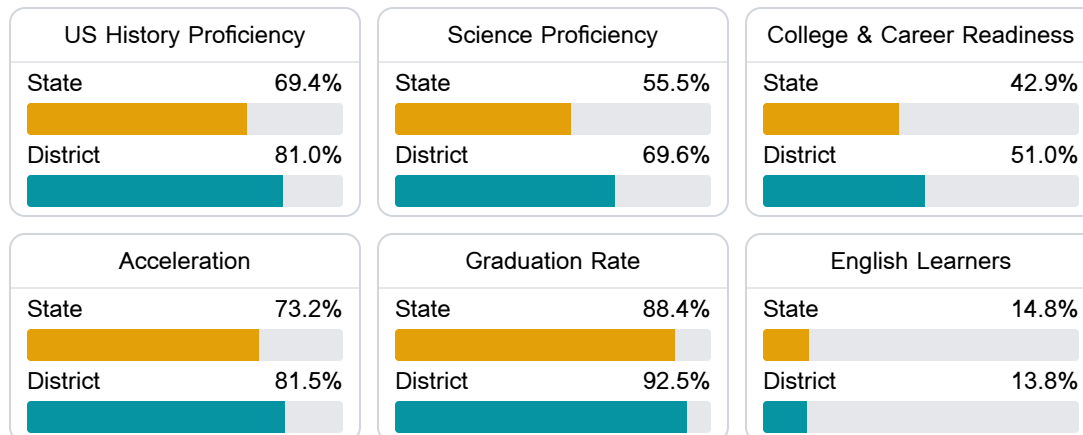 US History Proficiency
State 69.4%
District 81.0%
Science Proficiency
State 55.5%
District 69.6%
College & Career Readiness
State 42.9%
District 51.0%
Acceleration
State 73.2%
District 81.5%
Graduation Rate
State 88.4%
District 92.5%
English Learners
State 14.8%
District 13.8%